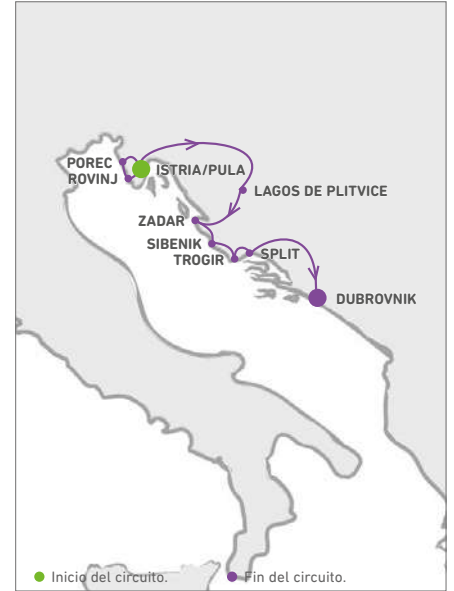 POREC
ROVINJ
ISTRIA/PULA
LAGOS DE PLITVICE
ZADAR
SIBENIK
TROGIR
SPLIT
DUBROVNIK
Inicio del circuito.
Fin del circuito.